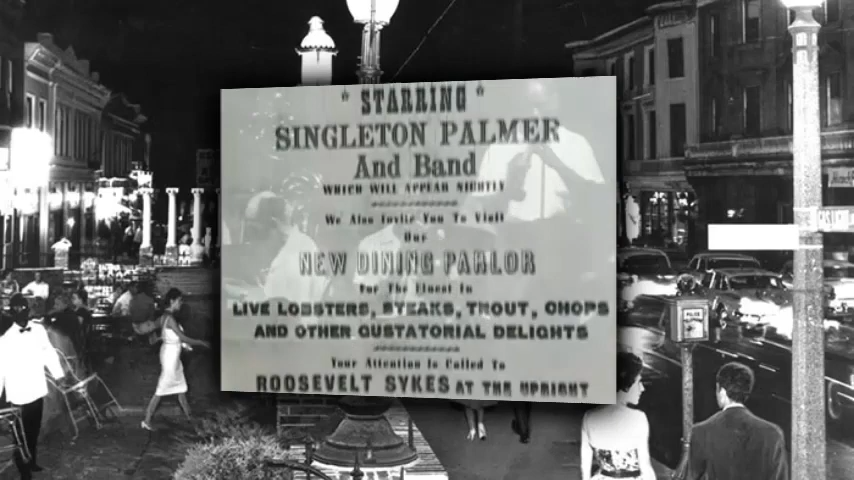 " STARRING "
SINGLETON PALMER
And Band
WHICH WILL APPEAR NIGHTLY
We Also Invite You To Visit
Our
NEW DINING PARLOR
For The Finest In
LIVE LOBSTERS, STEAKS, TROUT, CHOPS
AND OTHER GUSTATORIAL DELIGHTS
Your Attention Is Called To
ROOSEVELT SYKES AT THE UPRIGHT
POLICE